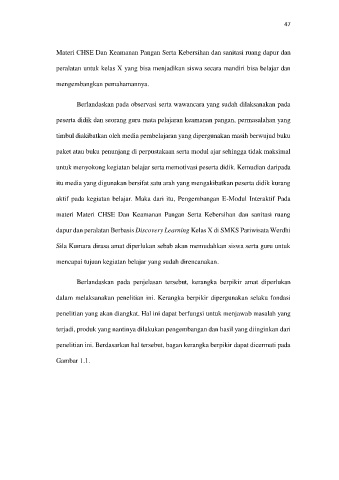 47
Materi CHSE Dan Keamanan Pangan Serta Kebersihan dan sanitasi ruang dapur dan
peralatan untuk kelas X yang bisa menjadikan siswa secara mandiri bisa belajar dan
mengembangkan pemahamannya.
Berlandaskan pada observasi serta wawancara yang sudah dilaksanakan pada
peserta didik dan seorang guru mata pelajaran keamanan pangan, permasalahan yang
timbul diakibatkan oleh media pembelajaran yang dipergunakan masih berwujud buku
paket atau buku penunjang di perpustakaan serta modul ajar sehingga tidak maksimal
untuk menyokong kegiatan belajar serta memotivasi peserta didik. Kemudian daripada
itu media yang digunakan bersifat satu arah yang mengakibatkan peserta didik kurang
aktif pada kegiatan belajar. Maka dari itu, Pengembangan E-Modul Interaktif Pada
materi Materi CHSE Dan Keamanan Pangan Serta Kebersihan dan sanitasi ruang
dapur dan peralatan Berbasis Discovery Learning Kelas X di SMKS Pariwisata Werdhi
Sila Kumara dirasa amat diperlukan sebab akan memudahkan siswa serta guru untuk
mencapai tujuan kegiatan belajar yang sudah direncanakan.
Berlandaskan pada penjelasan tersebut, kerangka berpikir amat diperlukan
dalam melaksanakan penelitian ini. Kerangka berpikir dipergunakan selaku fondasi
penelitian yang akan diangkat. Hal ini dapat berfungsi untuk menjawab masalah yang
terjadi, produk yang nantinya dilakukan pengembangan dan hasil yang diinginkan dari
penelitian ini. Berdasarkan hal tersebut, bagan kerangka berpikir dapat dicermati pada
Gambar 1.1.